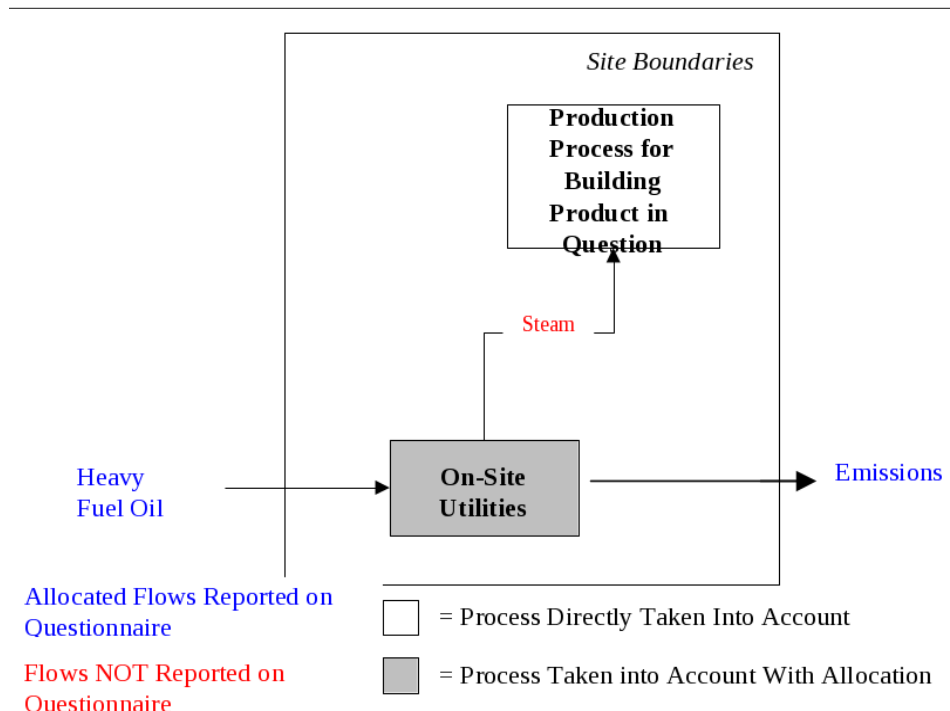 Site Boundaries
Production
Process for
Building
Product in
Question
Steam
Heavy
Fuel Oil
On-Site
Utilities
Emissions
Allocated Flows Reported on
Questionnaire
= Process Directly Taken Into Account
Flows NOT Reported on
Questionnaire
= Process Taken into Account With Allocation